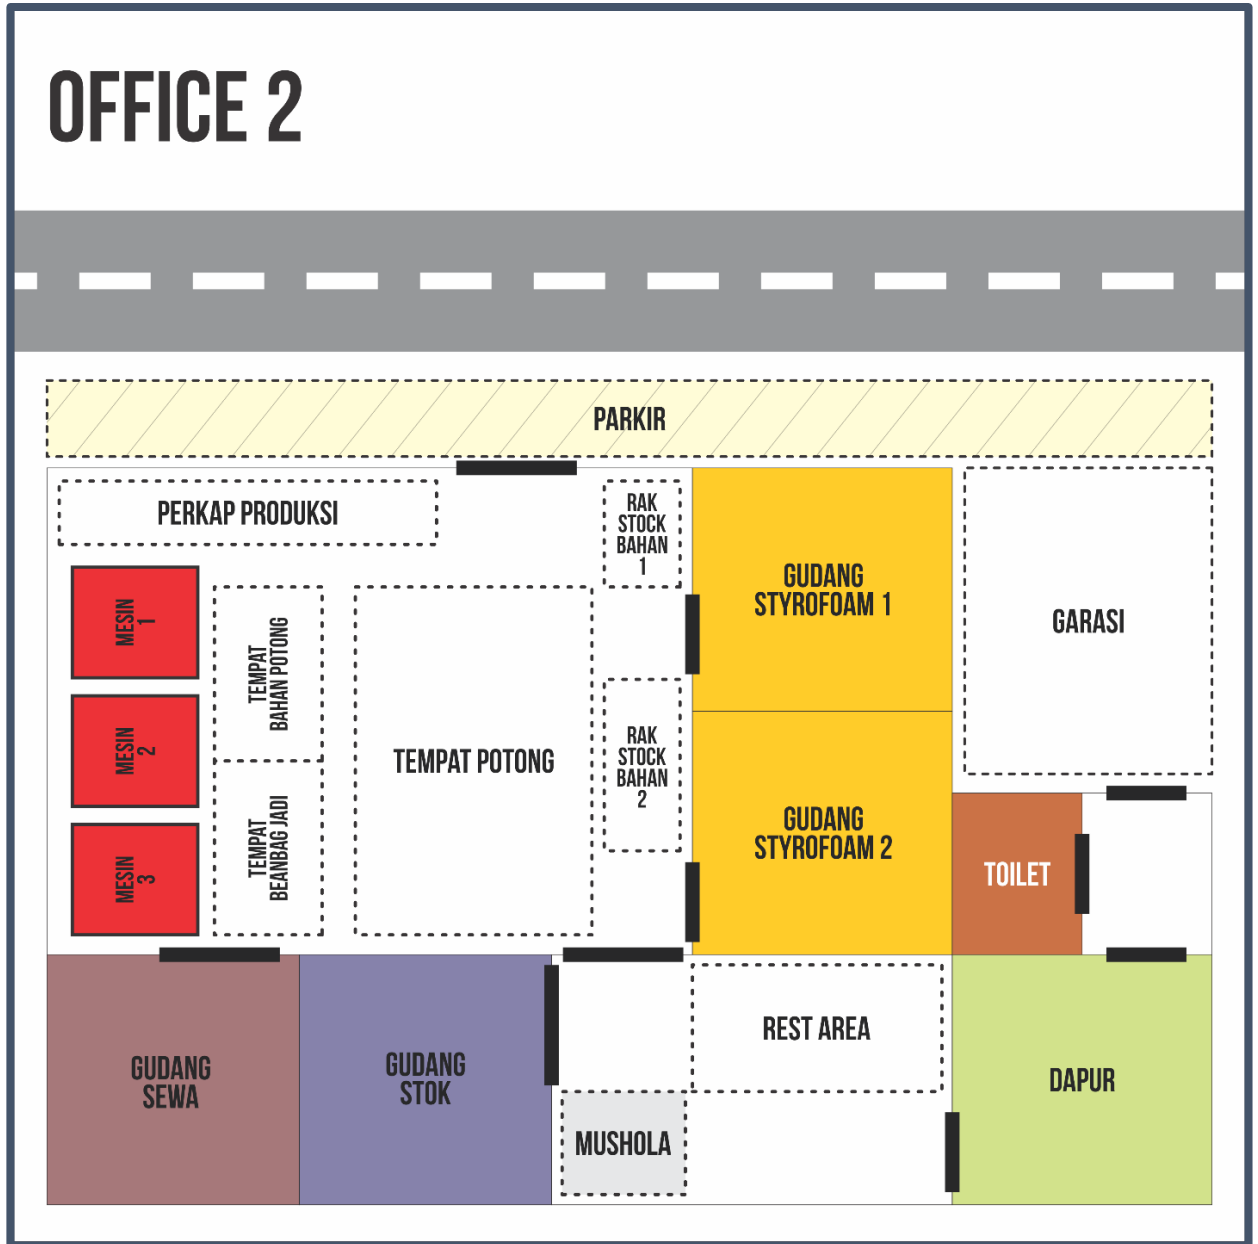 OFFICE 2
PARKIR
PERKAP PRODUKSI
RAK
STOCK
BAHAN
1
GUDANG
STYROFOAM 1
GARASI
MESIN
1
TEMPAT
BAHAN POTONG
MESIN
2
TEMPAT POTONG
RAK
STOCK
BAHAN
2
GUDANG
STYROFOAM 2
MESIN
3
TEMPAT
BEANBAG JADI
TOILET
GUDANG
SEWA
GUDANG
STOK
REST AREA
DAPUR
MUSHOLA